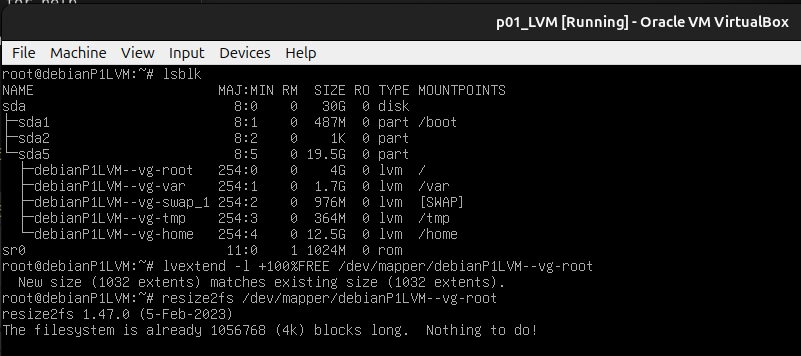 p01_LVM [Running] - Oracle VM VirtualBox
File Machine View Input Devices Help
root@debianP1LVM:~# lsblk
NAME MAJ:MIN RM SIZE RO TYPE MOUNTPOINTS
sda 8:0 0 30G 0 disk
├─sda1 8:1 0 487M 0 part /boot
├─sda2 8:2 0 1K 0 part
└─sda5 8:5 0 19.5G 0 part
├─debianP1LVM--vg-root 254:0 0 4G 0 lvm /
├─debianP1LVM--vg-var 254:1 0 1.7G 0 lvm /var
├─debianP1LVM--vg-swap_1 254:2 0 976M 0 lvm [SWAP]
├─debianP1LVM--vg-tmp 254:3 0 364M 0 lvm /tmp
└─debianP1LVM--vg-home 254:4 0 12.5G 0 lvm /home
sr0 11:0 1 1024M 0 rom
root@debianP1LVM:~# lvextend -l +100%FREE /dev/mapper/debianP1LVM--vg-root
New size (1032 extents) matches existing size (1032 extents).
root@debianP1LVM:~# resize2fs /dev/mapper/debianP1LVM--vg-root
resize2fs 1.47.0 (5-Feb-2023)
The filesystem is already 1056768 (4k) blocks long. Nothing to do!